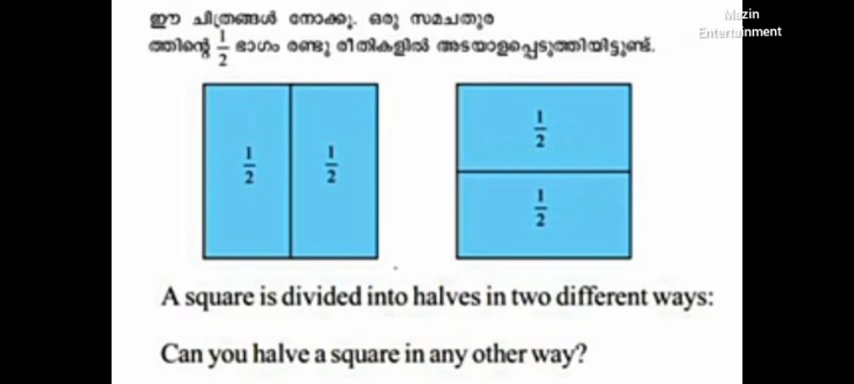 Mazin
Entertainment
ഈ ചിത്രങ്ങൾ നോക്കൂ. ഒരു സമചതുര
ത്തിന്റെ 1/2 ഭാഗം രണ്ടു രീതികളിൽ അടയാളപ്പെടുത്തിയിട്ടുണ്ട്.
1/2 1/2 1/2
1/2
A square is divided into halves in two different ways:
Can you halve a square in any other way?